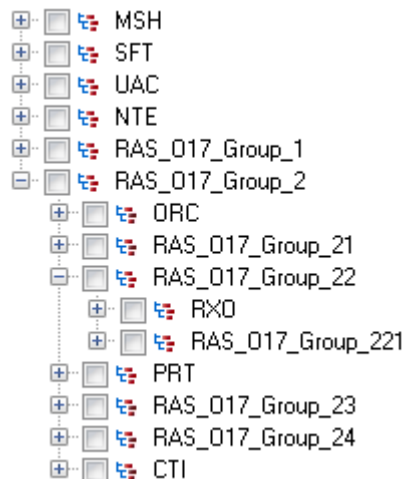 MSH
SFT
UAC
NTE
RAS_O17_Group_1
RAS_O17_Group_2
ORC
RAS_O17_Group_21
RAS_O17_Group_22
RXO
RAS_O17_Group_221
PRT
RAS_O17_Group_23
RAS_O17_Group_24
CTI